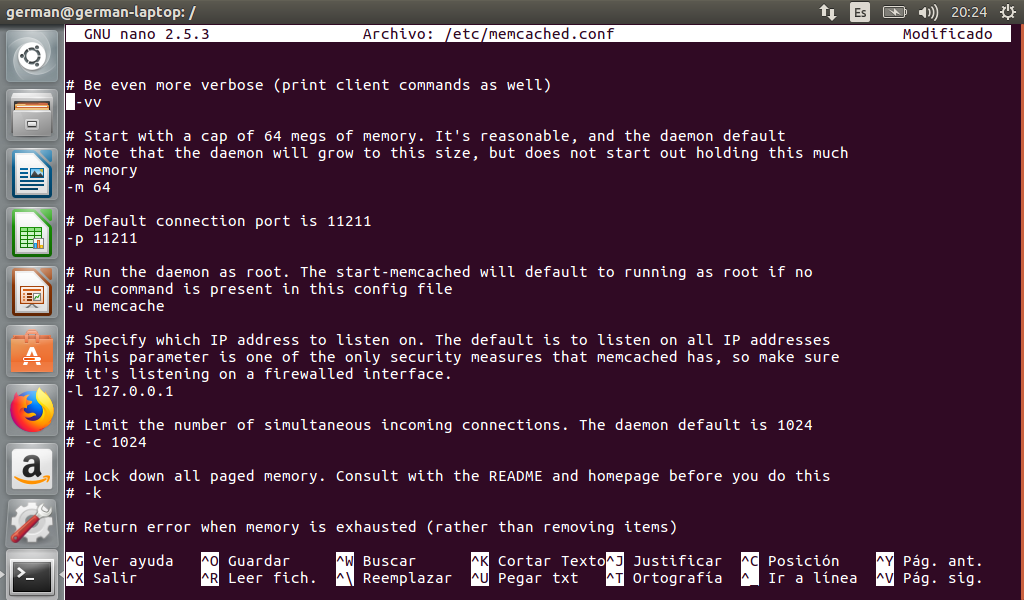 german@german-laptop: /
Es
20:24
GNU nano 2.5.3 Archivo: /etc/memcached.conf Modificado
# Be even more verbose (print client commands as well)
-vv
# Start with a cap of 64 megs of memory. It's reasonable, and the daemon default
# Note that the daemon will grow to this size, but does not start out holding this much
# memory
-m 64
# Default connection port is 11211
-p 11211
# Run the daemon as root. The start-memcached will default to running as root if no
# -u command is present in this config file
-u memcache
# Specify which IP address to listen on. The default is to listen on all IP addresses
# This parameter is one of the only security measures that memcached has, so make sure
# it's listening on a firewalled interface.
-l 127.0.0.1
# Limit the number of simultaneous incoming connections. The daemon default is 1024
# -c 1024
# Lock down all paged memory. Consult with the README and homepage before you do this
# -k
# Return error when memory is exhausted (rather than removing items)
^G Ver ayuda ^O Guardar ^W Buscar ^K Cortar Texto ^J Justificar ^C Posición ^Y Pág. ant.
^X Salir ^R Leer fich. ^\ Reemplazar ^U Pegar txt ^T Ortografía ^_ Ir a línea ^V Pág. sig.